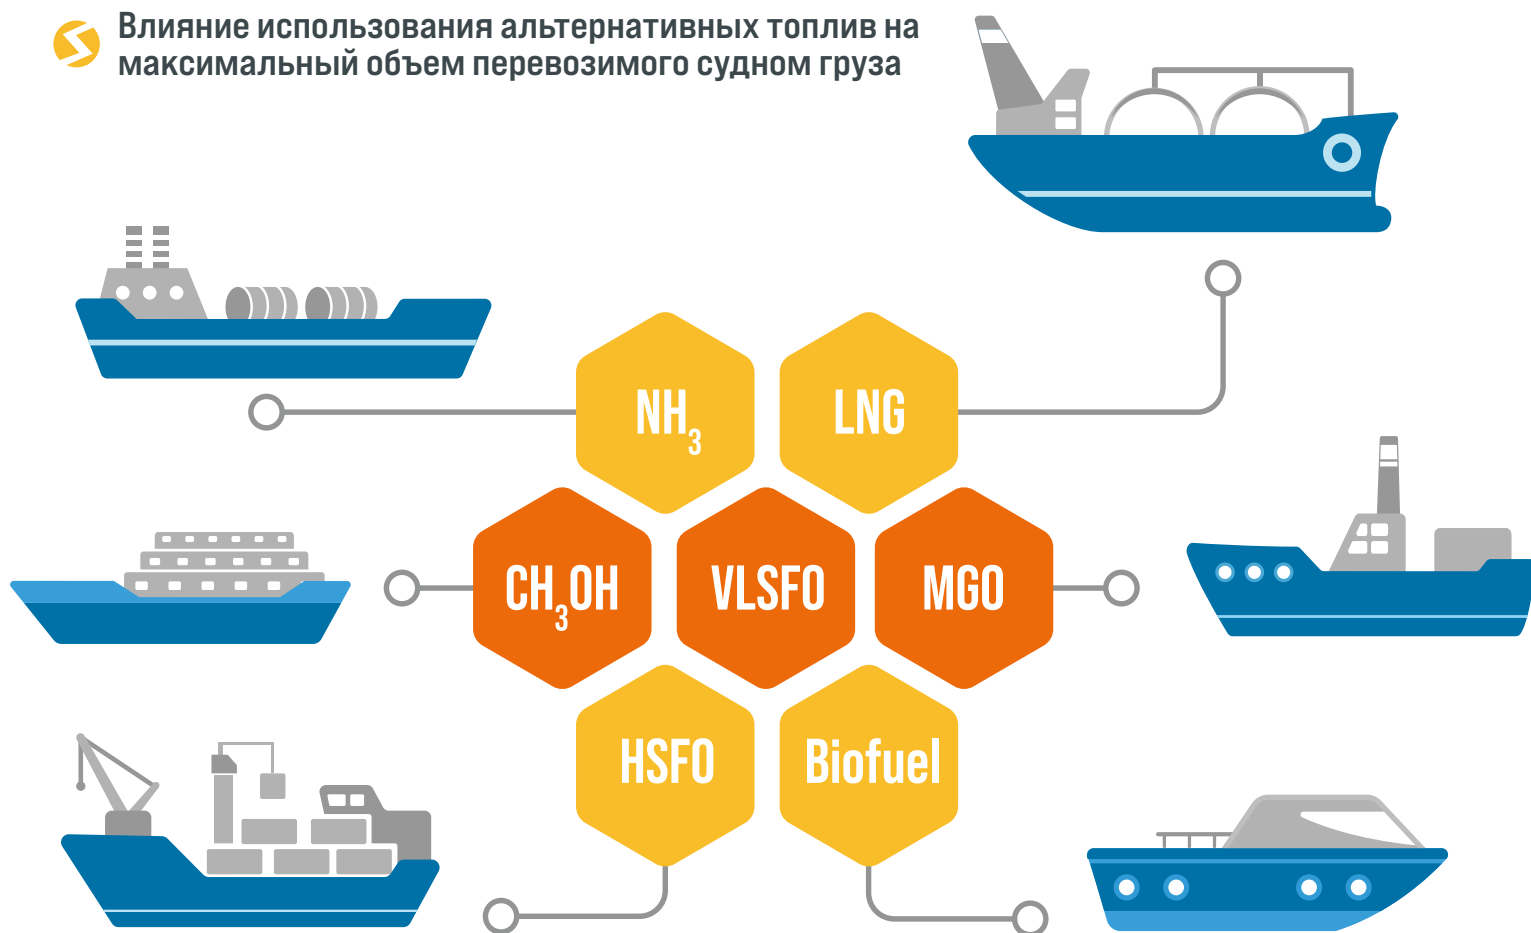 Влияние использования альтернативных топлив на
максимальный объем перевозимого судном груза
NH₃
LNG
CH₃OH
VLSFO
MGO
HSFO
Biofuel